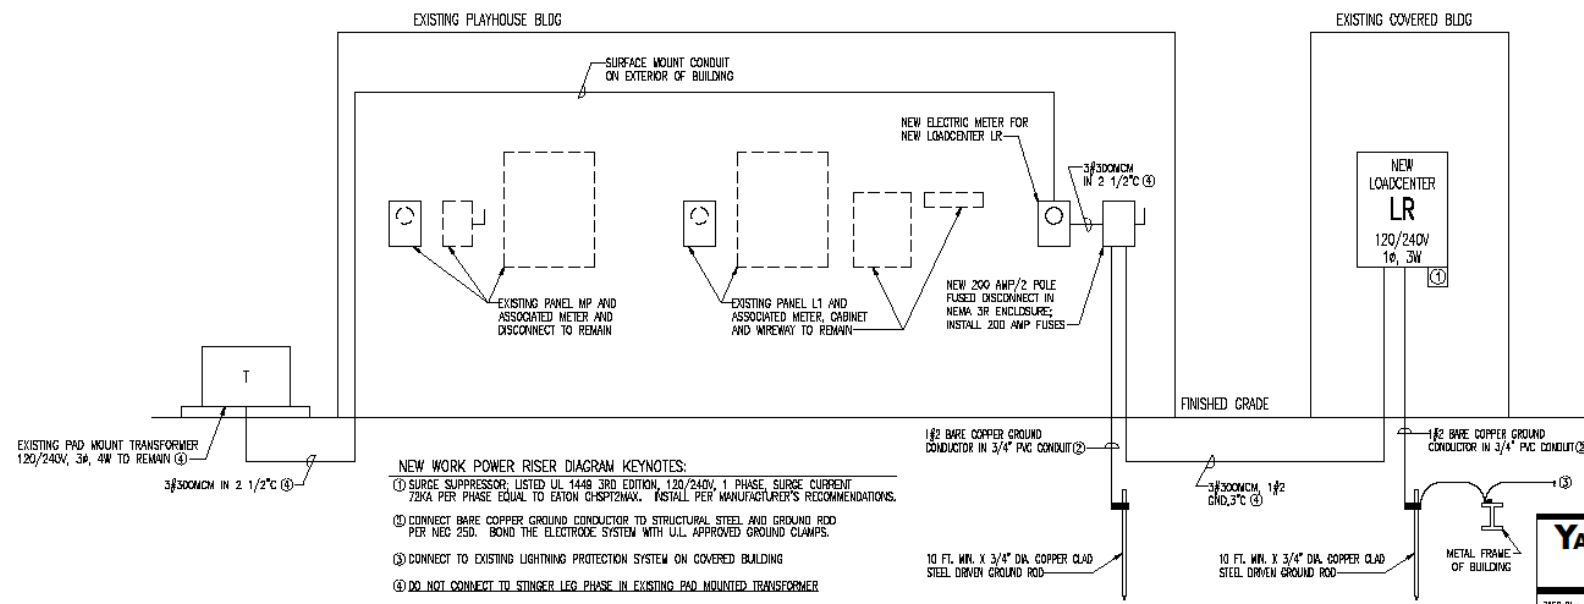 EXISTING PLAYHOUSE BLDG
EXISTING COVERED BLDG
SURFACE MOUNT CONDUIT
ON EXTERIOR OF BUILDING
NEW ELECTRIC METER FOR
NEW LOADCENTER LR
3#300MCM
IN 2 1/2"C ④
NEW
LOADCENTER
LR
120/240V
1ø, 3W
①
EXISTING PANEL MP AND
ASSOCIATED METER AND
DISCONNECT TO REMAIN
EXISTING PANEL L1 AND
ASSOCIATED METER, CABINET
AND WIREWAY TO REMAIN
NEW 200 AMP/2 POLE
FUSED DISCONNECT IN
NEMA 3R ENCLOSURE;
INSTALL 200 AMP FUSES
T
FINISHED GRADE
EXISTING PAD MOUNT TRANSFORMER
120/240V, 3ø, 4W TO REMAIN ④
3#300MCM IN 2 1/2"C ④
1#2 BARE COPPER GROUND
CONDUCTOR IN 3/4" PVC CONDUIT ②
1#2 BARE COPPER GROUND
CONDUCTOR IN 3/4" PVC CONDUIT ②
3#300MCM, 1#2
GND,3"C ④
③
NEW WORK POWER RISER DIAGRAM KEYNOTES:
① SURGE SUPPRESSOR; LISTED UL 1449 3RD EDITION, 120/240V, 1 PHASE, SURGE CURRENT
72KA PER PHASE EQUAL TO EATON CHSPT2MAX. INSTALL PER MANUFACTURER'S RECOMMENDATIONS.
② CONNECT BARE COPPER GROUND CONDUCTOR TO STRUCTURAL STEEL AND GROUND ROD
PER NEC 250. BOND THE ELECTRODE SYSTEM WITH U.L. APPROVED GROUND CLAMPS.
③ CONNECT TO EXISTING LIGHTNING PROTECTION SYSTEM ON COVERED BUILDING
④ DO NOT CONNECT TO STINGER LEG PHASE IN EXISTING PAD MOUNTED TRANSFORMER
10 FT. MIN. X 3/4" DIA. COPPER CLAD
STEEL DRIVEN GROUND ROD
10 FT. MIN. X 3/4" DIA. COPPER CLAD
STEEL DRIVEN GROUND ROD
METAL FRAME
OF BUILDING
YA